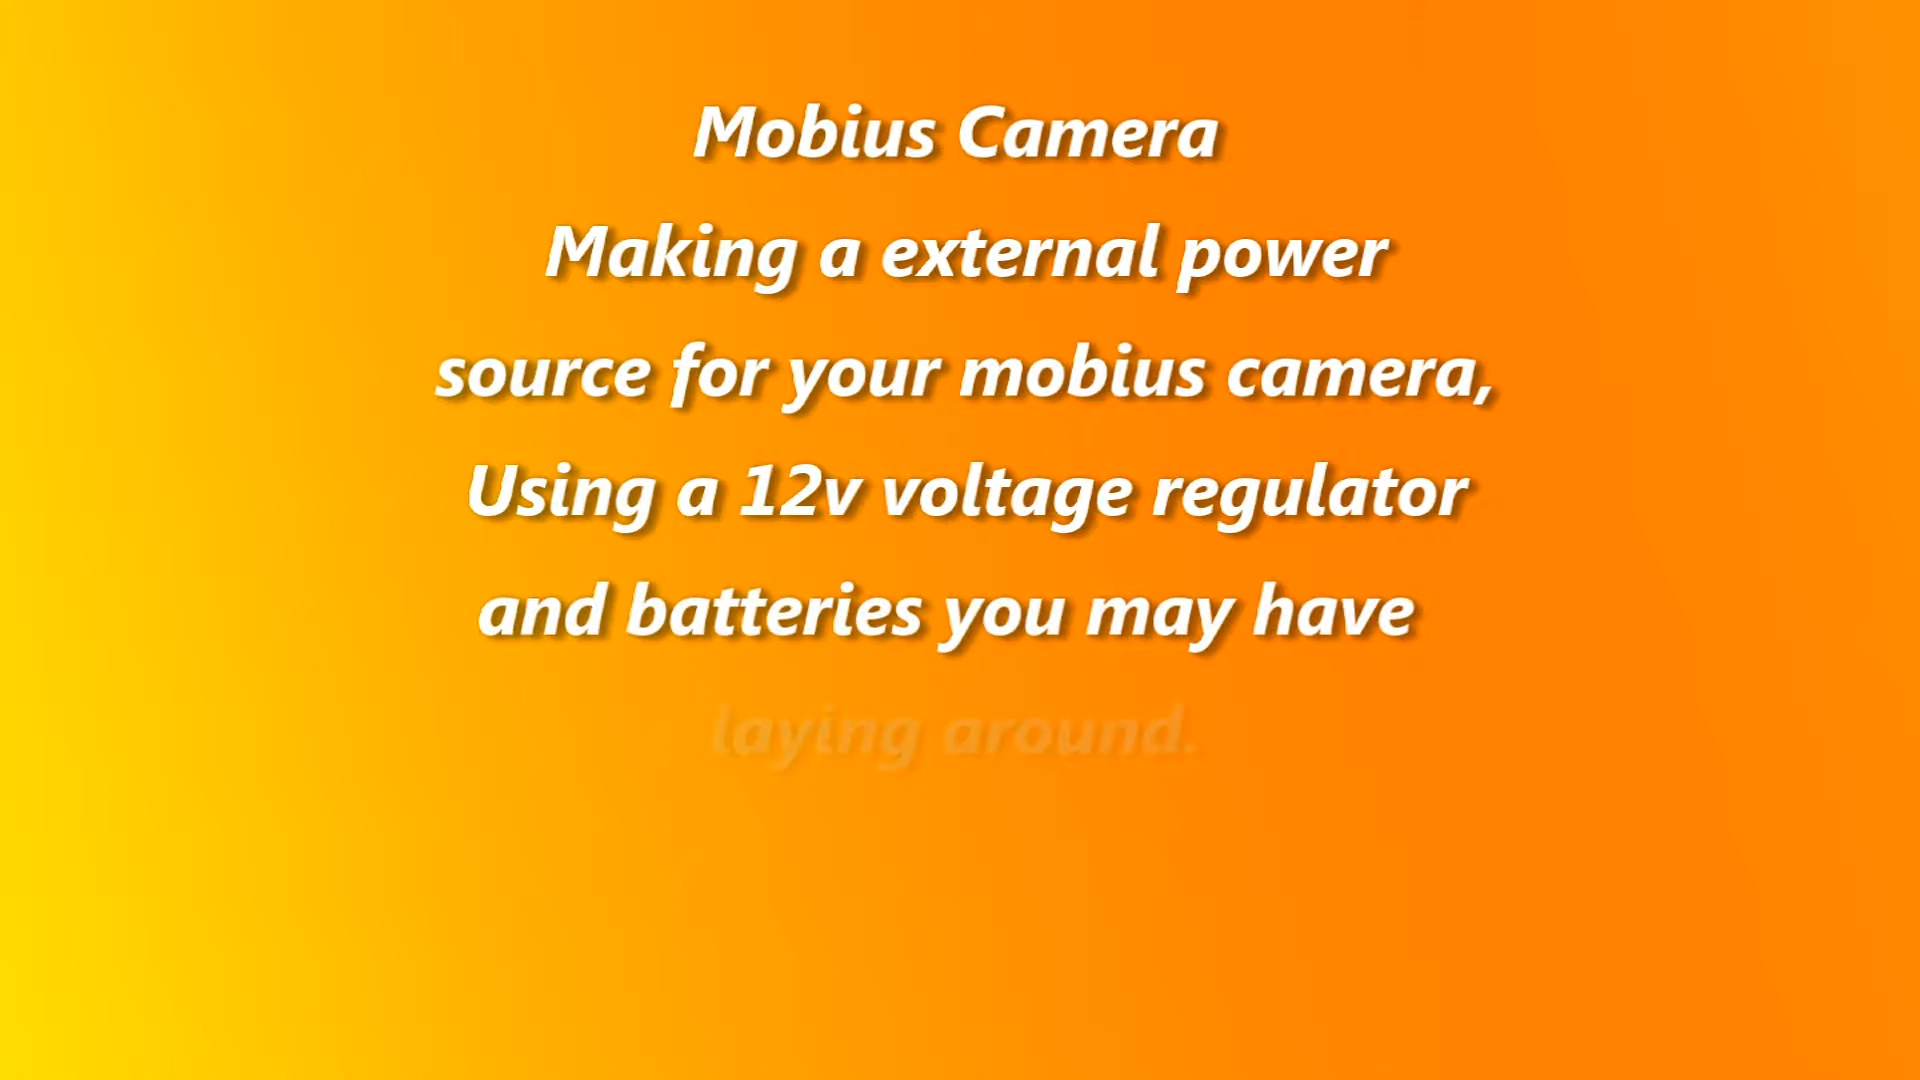 Mobius Camera
Making a external power
source for your mobius camera,
Using a 12v voltage regulator
and batteries you may have
laying around.